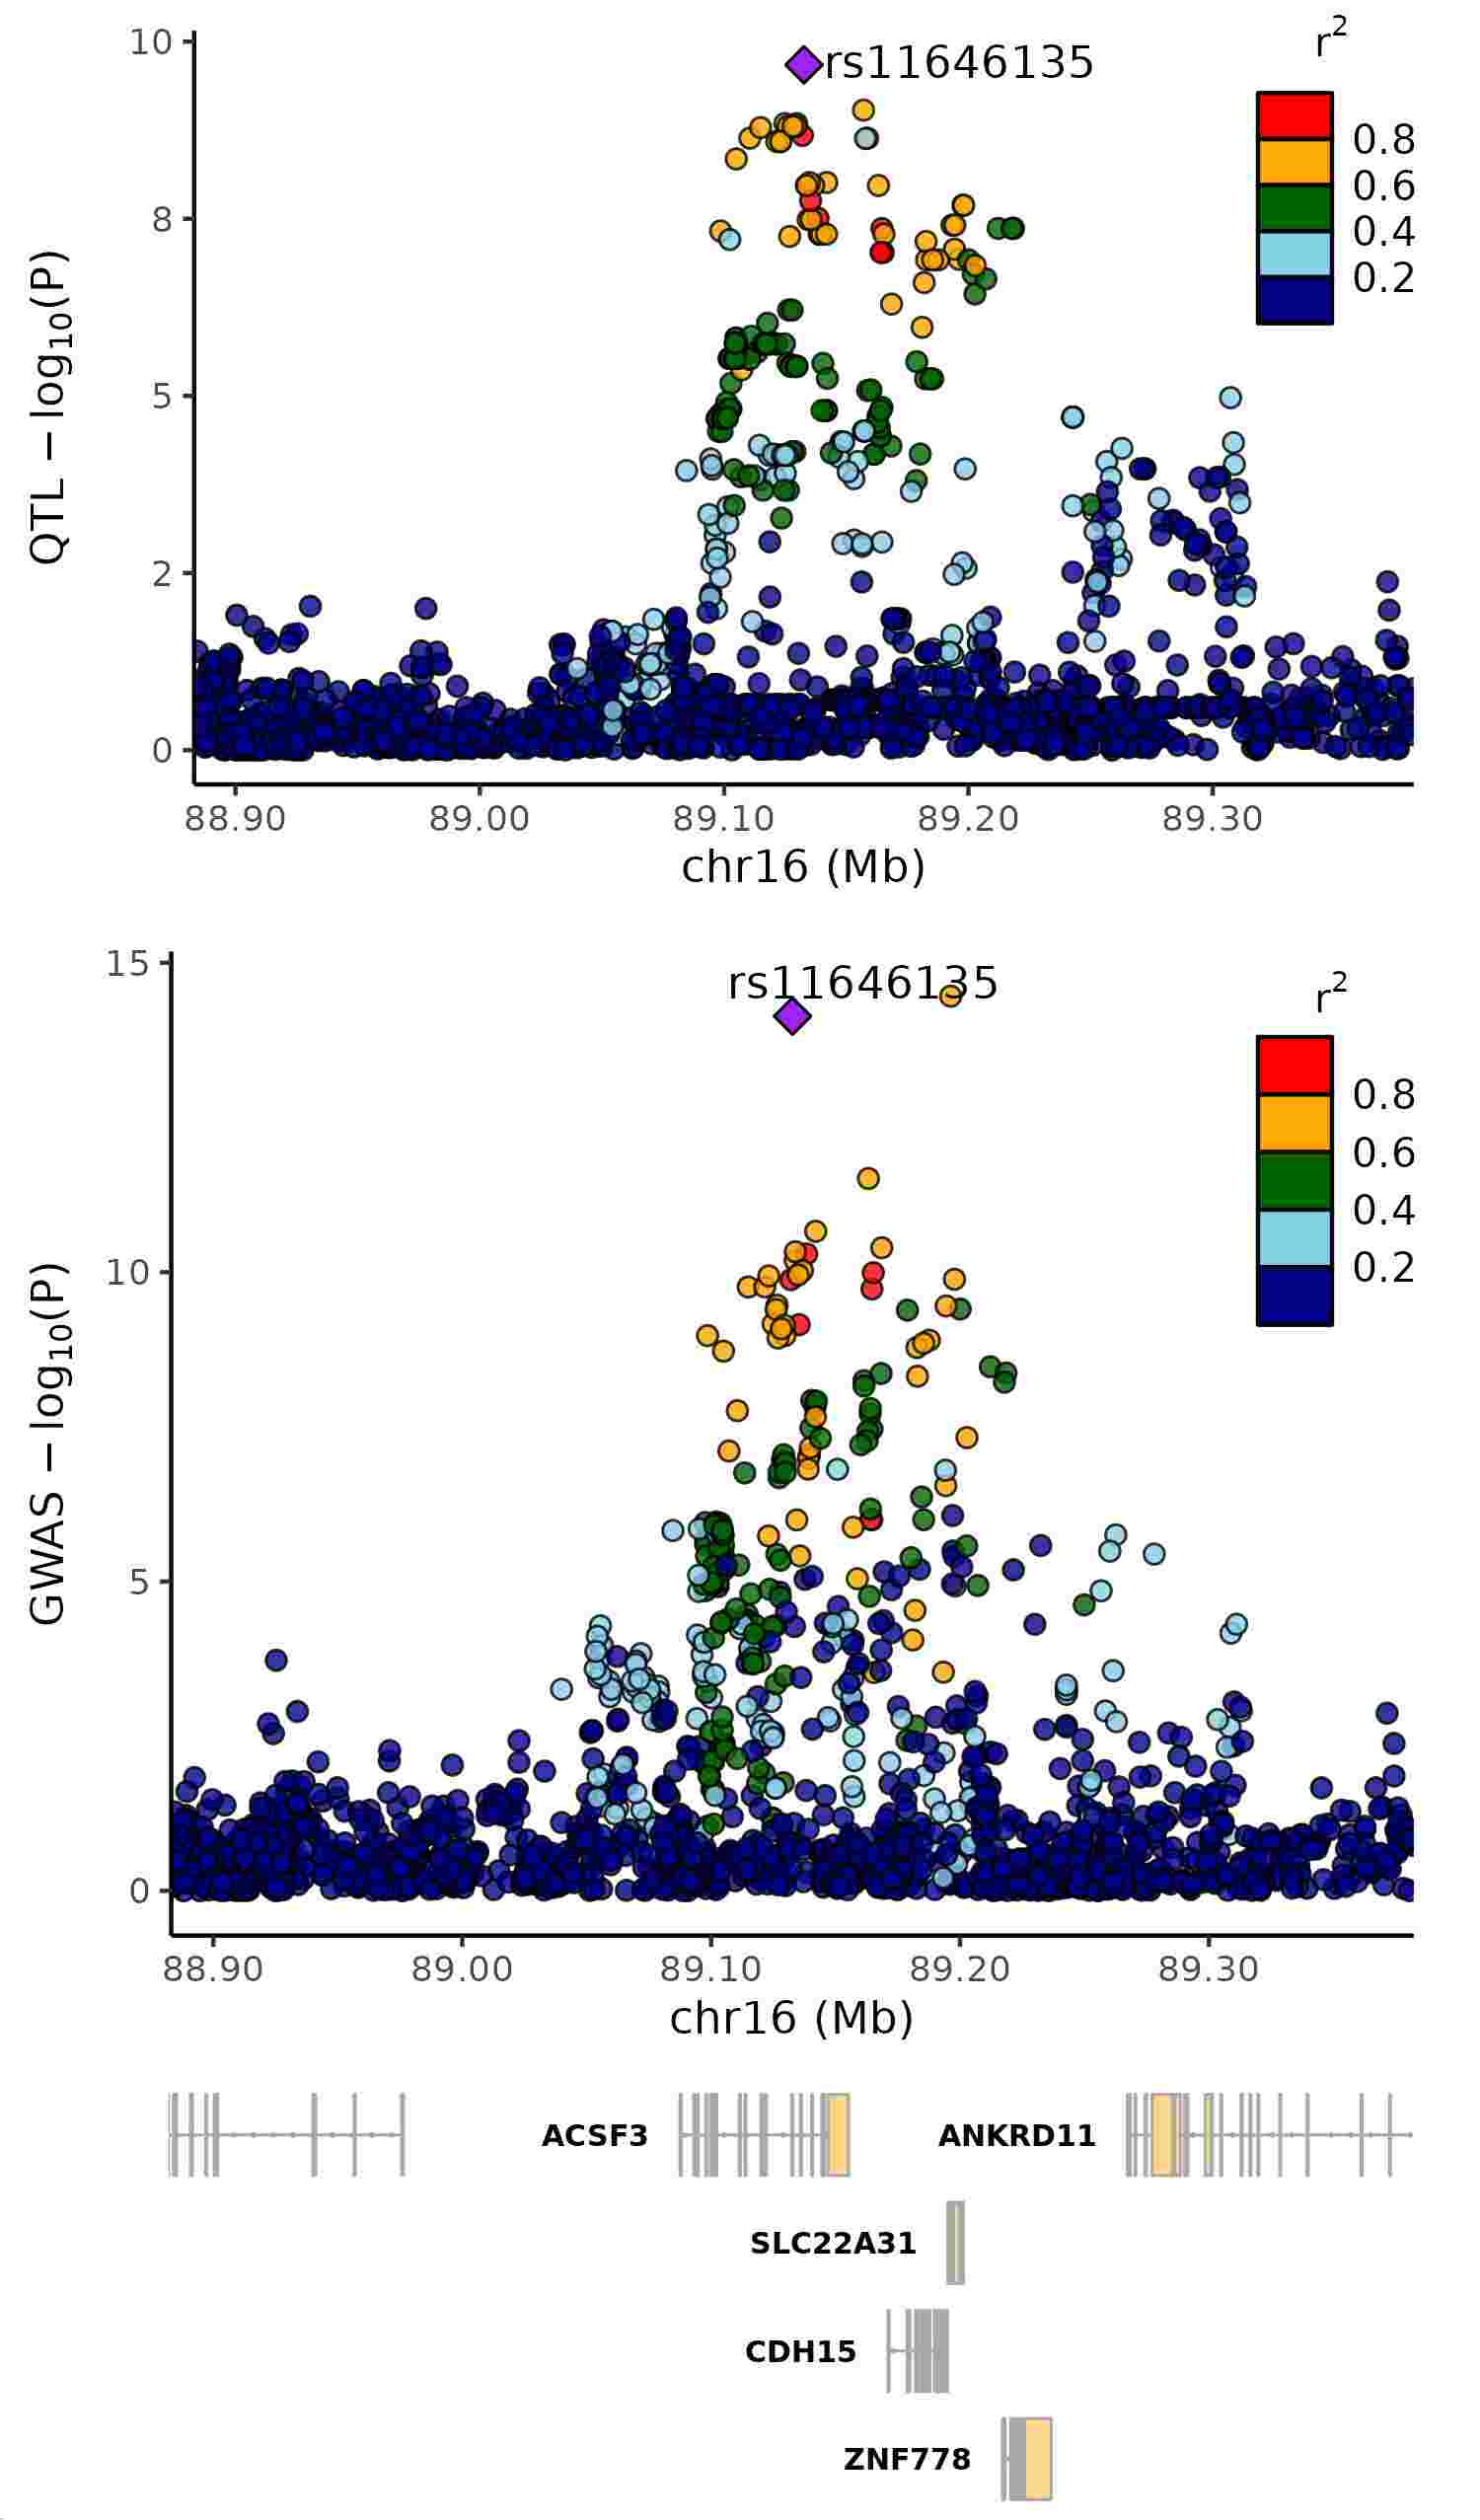 10
8
5
2
0
QTL − log10(P)
rs11646135
r2
0.8
0.6
0.4
0.2
88.90 89.00 89.10 89.20 89.30
chr16 (Mb)
15
10
5
0
GWAS − log10(P)
rs11646135
r2
0.8
0.6
0.4
0.2
88.90 89.00 89.10 89.20 89.30
chr16 (Mb)
ACSF3 ANKRD11
SLC22A31
CDH15
ZNF778